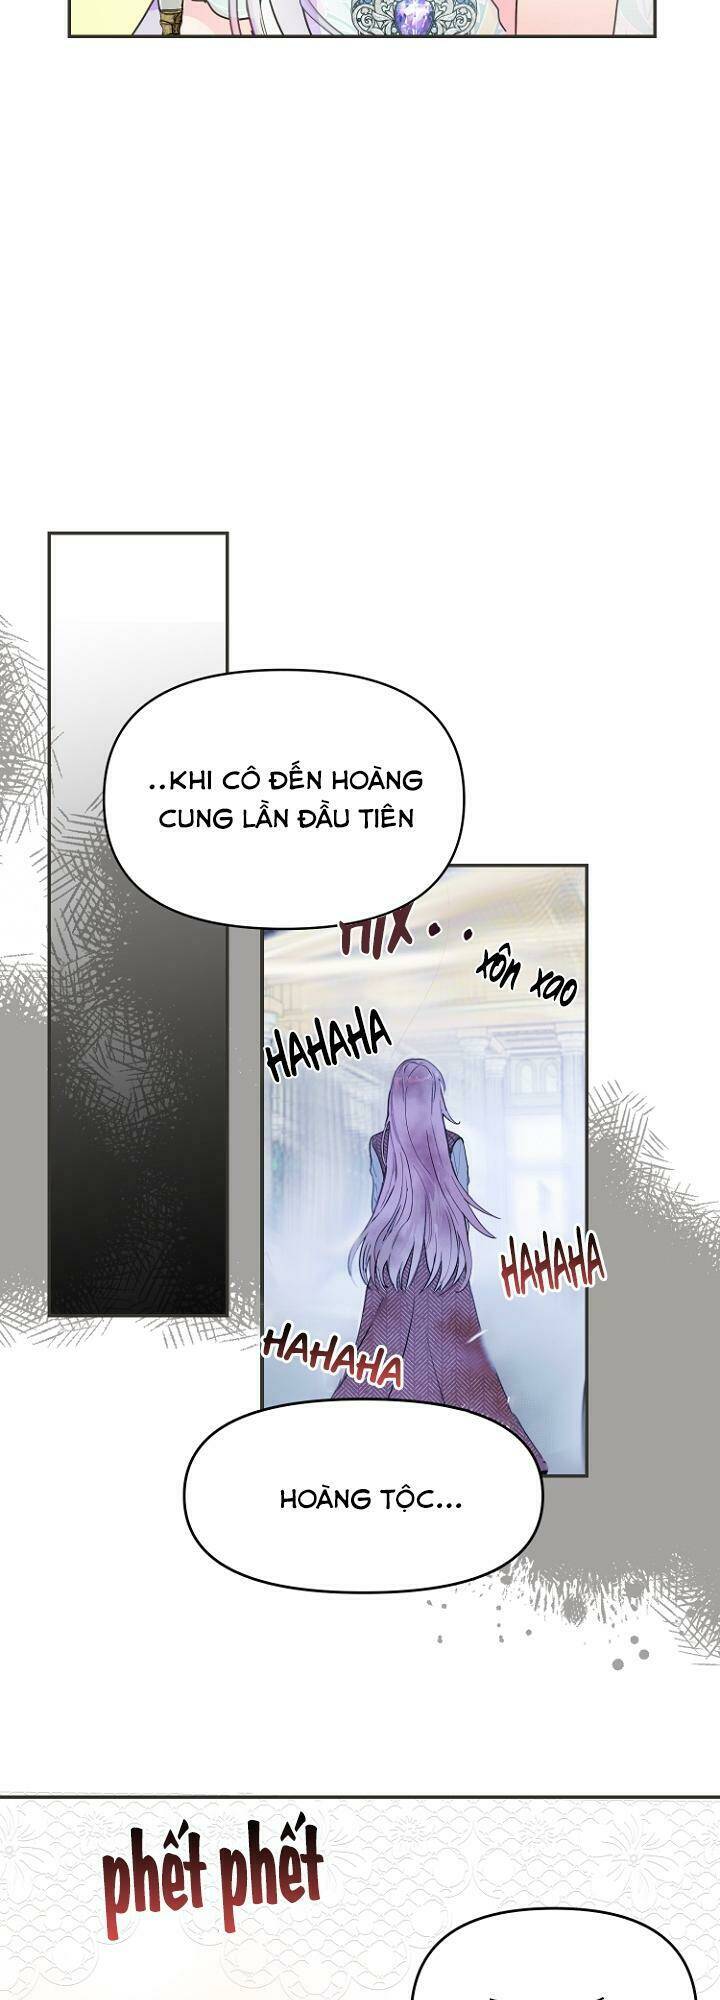 ..KHI CÔ ĐẾN HOÀNG
CUNG LẦN ĐẦU TIÊN
HIX..
xôn xao
HAHAHA
HAHAHA
HAHAHA
HOÀNG TỘC...
phết phết